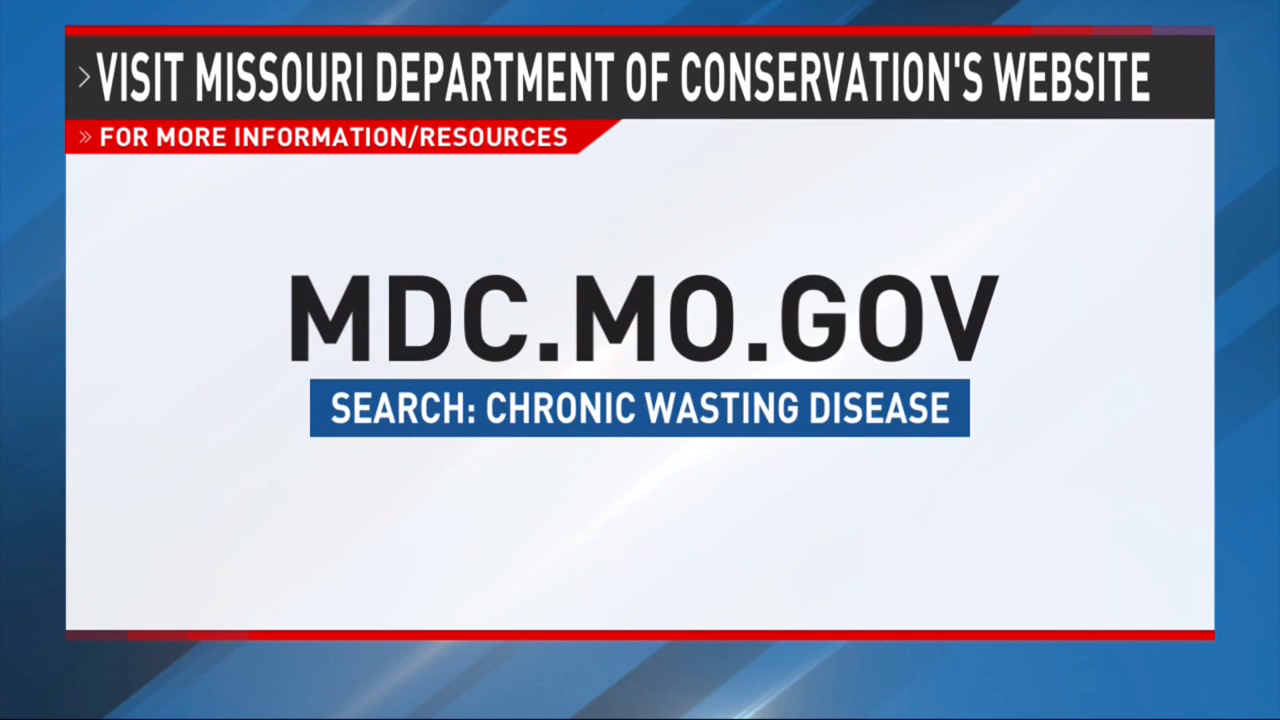 > VISIT MISSOURI DEPARTMENT OF CONSERVATION'S WEBSITE
» FOR MORE INFORMATION/RESOURCES
MDC.MO.GOV
SEARCH: CHRONIC WASTING DISEASE